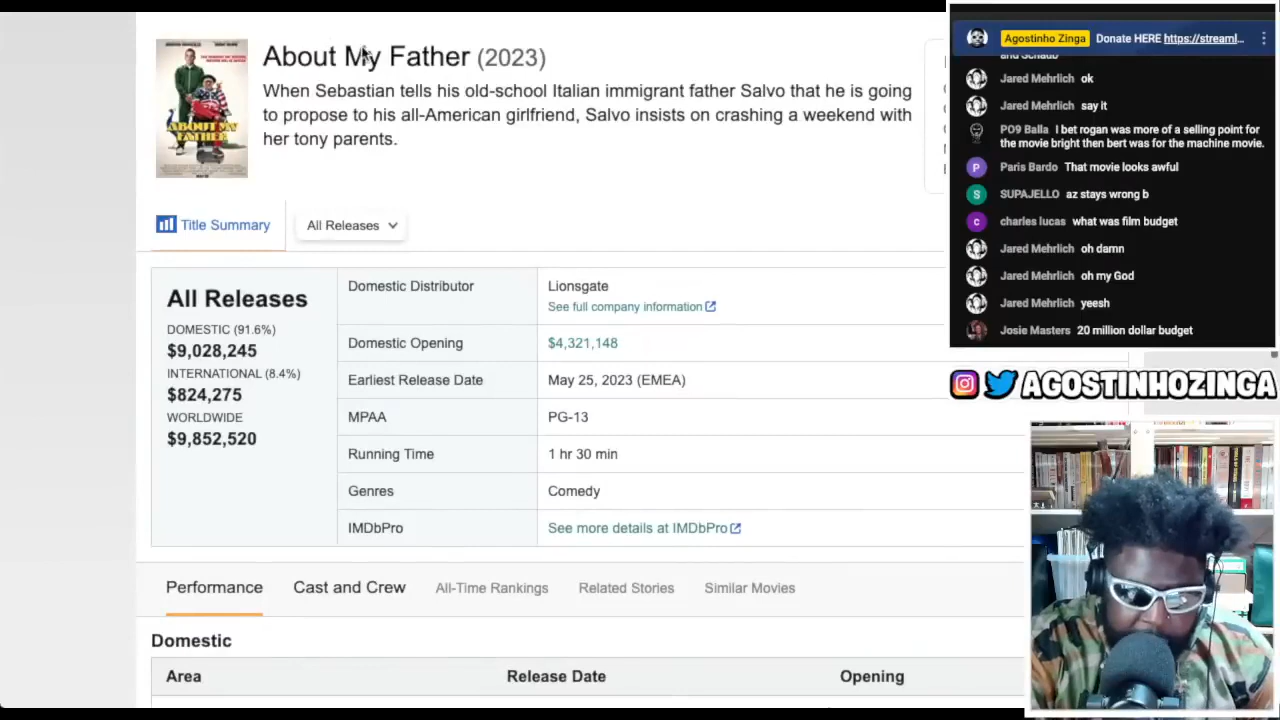 About My Father (2023)
When Sebastian tells his old-school Italian immigrant father Salvo that he is going
to propose to his all-American girlfriend, Salvo insists on crashing a weekend with
her tony parents.
ABOUT MY
FATHER
Title Summary
All Releases
All Releases
DOMESTIC (91.6%)
$9,028,245
INTERNATIONAL (8.4%)
$824,275
WORLDWIDE
$9,852,520
Domestic Distributor
Lionsgate
See full company information
Domestic Opening
$4,321,148
Earliest Release Date
May 25, 2023 (EMEA)
MPAA
PG-13
Running Time
1 hr 30 min
Genres
Comedy
IMDbPro
See more details at IMDbPro
Performance
Cast and Crew
All-Time Rankings
Related Stories
Similar Movies
Domestic
Area
Release Date
Opening
Agostinho Zinga Donate HERE https://streaml...
and Schaub
Jared Mehrlich ok
Jared Mehrlich say it
PO9 Balla I bet rogan was more of a selling point for
the movie bright then bert was for the machine movie.
Paris Bardo That movie looks awful
SUPAJELLO az stays wrong b
charles lucas what was film budget
Jared Mehrlich oh damn
Jared Mehrlich oh my God
Jared Mehrlich yeesh
Josie Masters 20 million dollar budget
AGOSTINHOZINGA